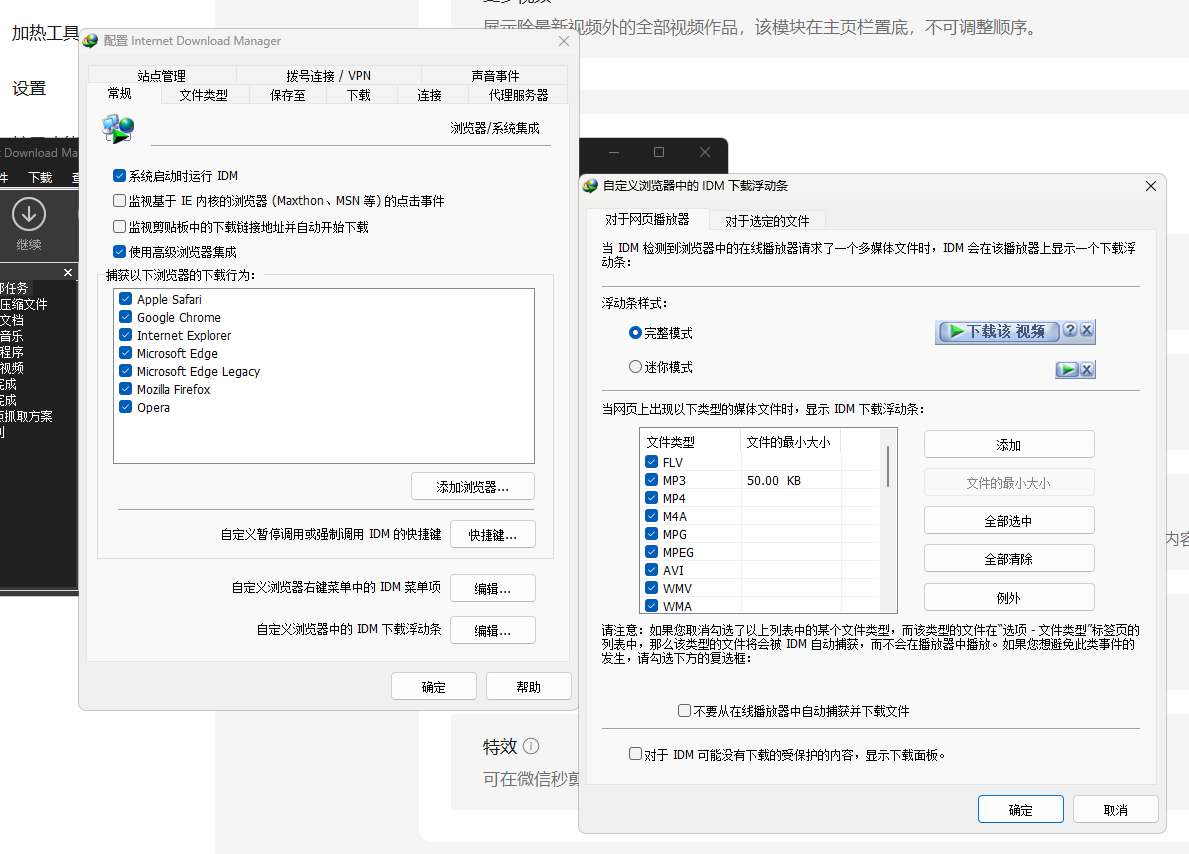 加热工具
设置
展示除最新视频外的全部视频作品，该模块在主页栏置底，不可调整顺序。
t Download Ma
件 下载 查
继续
部任务
压缩文件
文档
音乐
程序
视频
完成
完成
点抓取方案
列
配置 Internet Download Manager
站点管理 拨号连接 / VPN 声音事件
常规 文件类型 保存至 下载 连接 代理服务器
浏览器/系统集成
系统启动时运行 IDM
监视基于 IE 内核的浏览器 (Maxthon、MSN 等) 的点击事件
监视剪贴板中的下载链接地址并自动开始下载
使用高级浏览器集成
捕获以下浏览器的下载行为：
Apple Safari
Google Chrome
Internet Explorer
Microsoft Edge
Microsoft Edge Legacy
Mozilla Firefox
Opera
添加浏览器...
自定义暂停调用或强制调用 IDM 的快捷键 快捷键...
自定义浏览器右键菜单中的 IDM 菜单项 编辑...
自定义浏览器中的 IDM 下载浮动条 编辑...
确定 帮助
自定义浏览器中的 IDM 下载浮动条
对于网页播放器 对于选定的文件
当 IDM 检测到浏览器中的在线播放器请求了一个多媒体文件时，IDM 会在该播放器上显示一个下载浮
动条：
浮动条样式：
完整模式 下载该 视频 ?
迷你模式
当网页上出现以下类型的媒体文件时，显示 IDM 下载浮动条：
文件类型 文件的最小大小
FLV
MP3 50.00 KB
MP4
M4A
MPG
MPEG
AVI
WMV
WMA
添加
文件的最小大小
全部选中
全部清除
例外
请注意：如果您取消勾选了以上列表中的某个文件类型，而该类型的文件在“选项 - 文件类型”标签页的
列表中，那么该类型的文件将会被 IDM 自动捕获，而不会在播放器中播放。如果您想避免此类事件的
发生，请勾选下方的复选框：
不要从在线播放器中自动捕获并下载文件
对于 IDM 可能没有下载的受保护的内容，显示下载面板。
确定 取消
内容
特效
可在微信秒剪